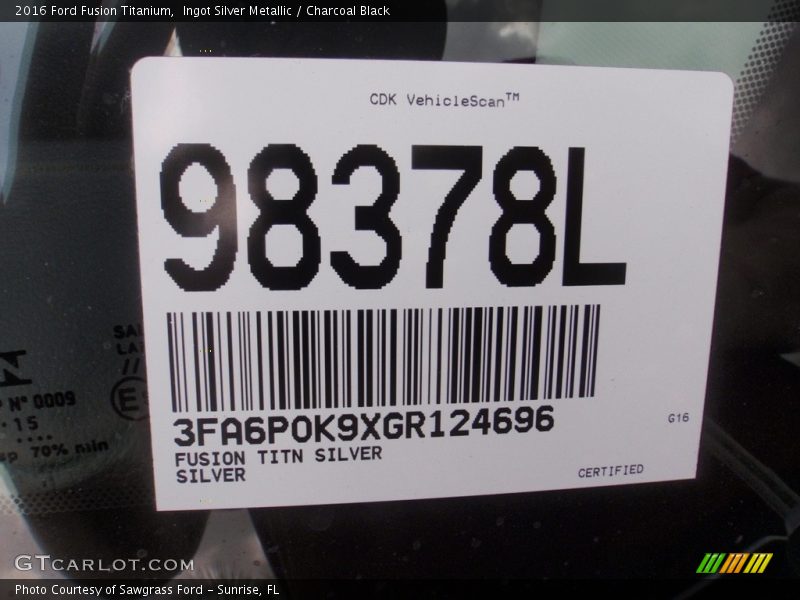 2016 Ford Fusion Titanium,  Ingot Silver Metallic / Charcoal Black
CDK VehicleScan™
98378L
3FA6P0K9XGR124696
FUSION TITN SILVER
SILVER
G16
CERTIFIED
N° 0009
70% min
GTCARLOT.COM
Photo Courtesy of Sawgrass Ford – Sunrise, FL